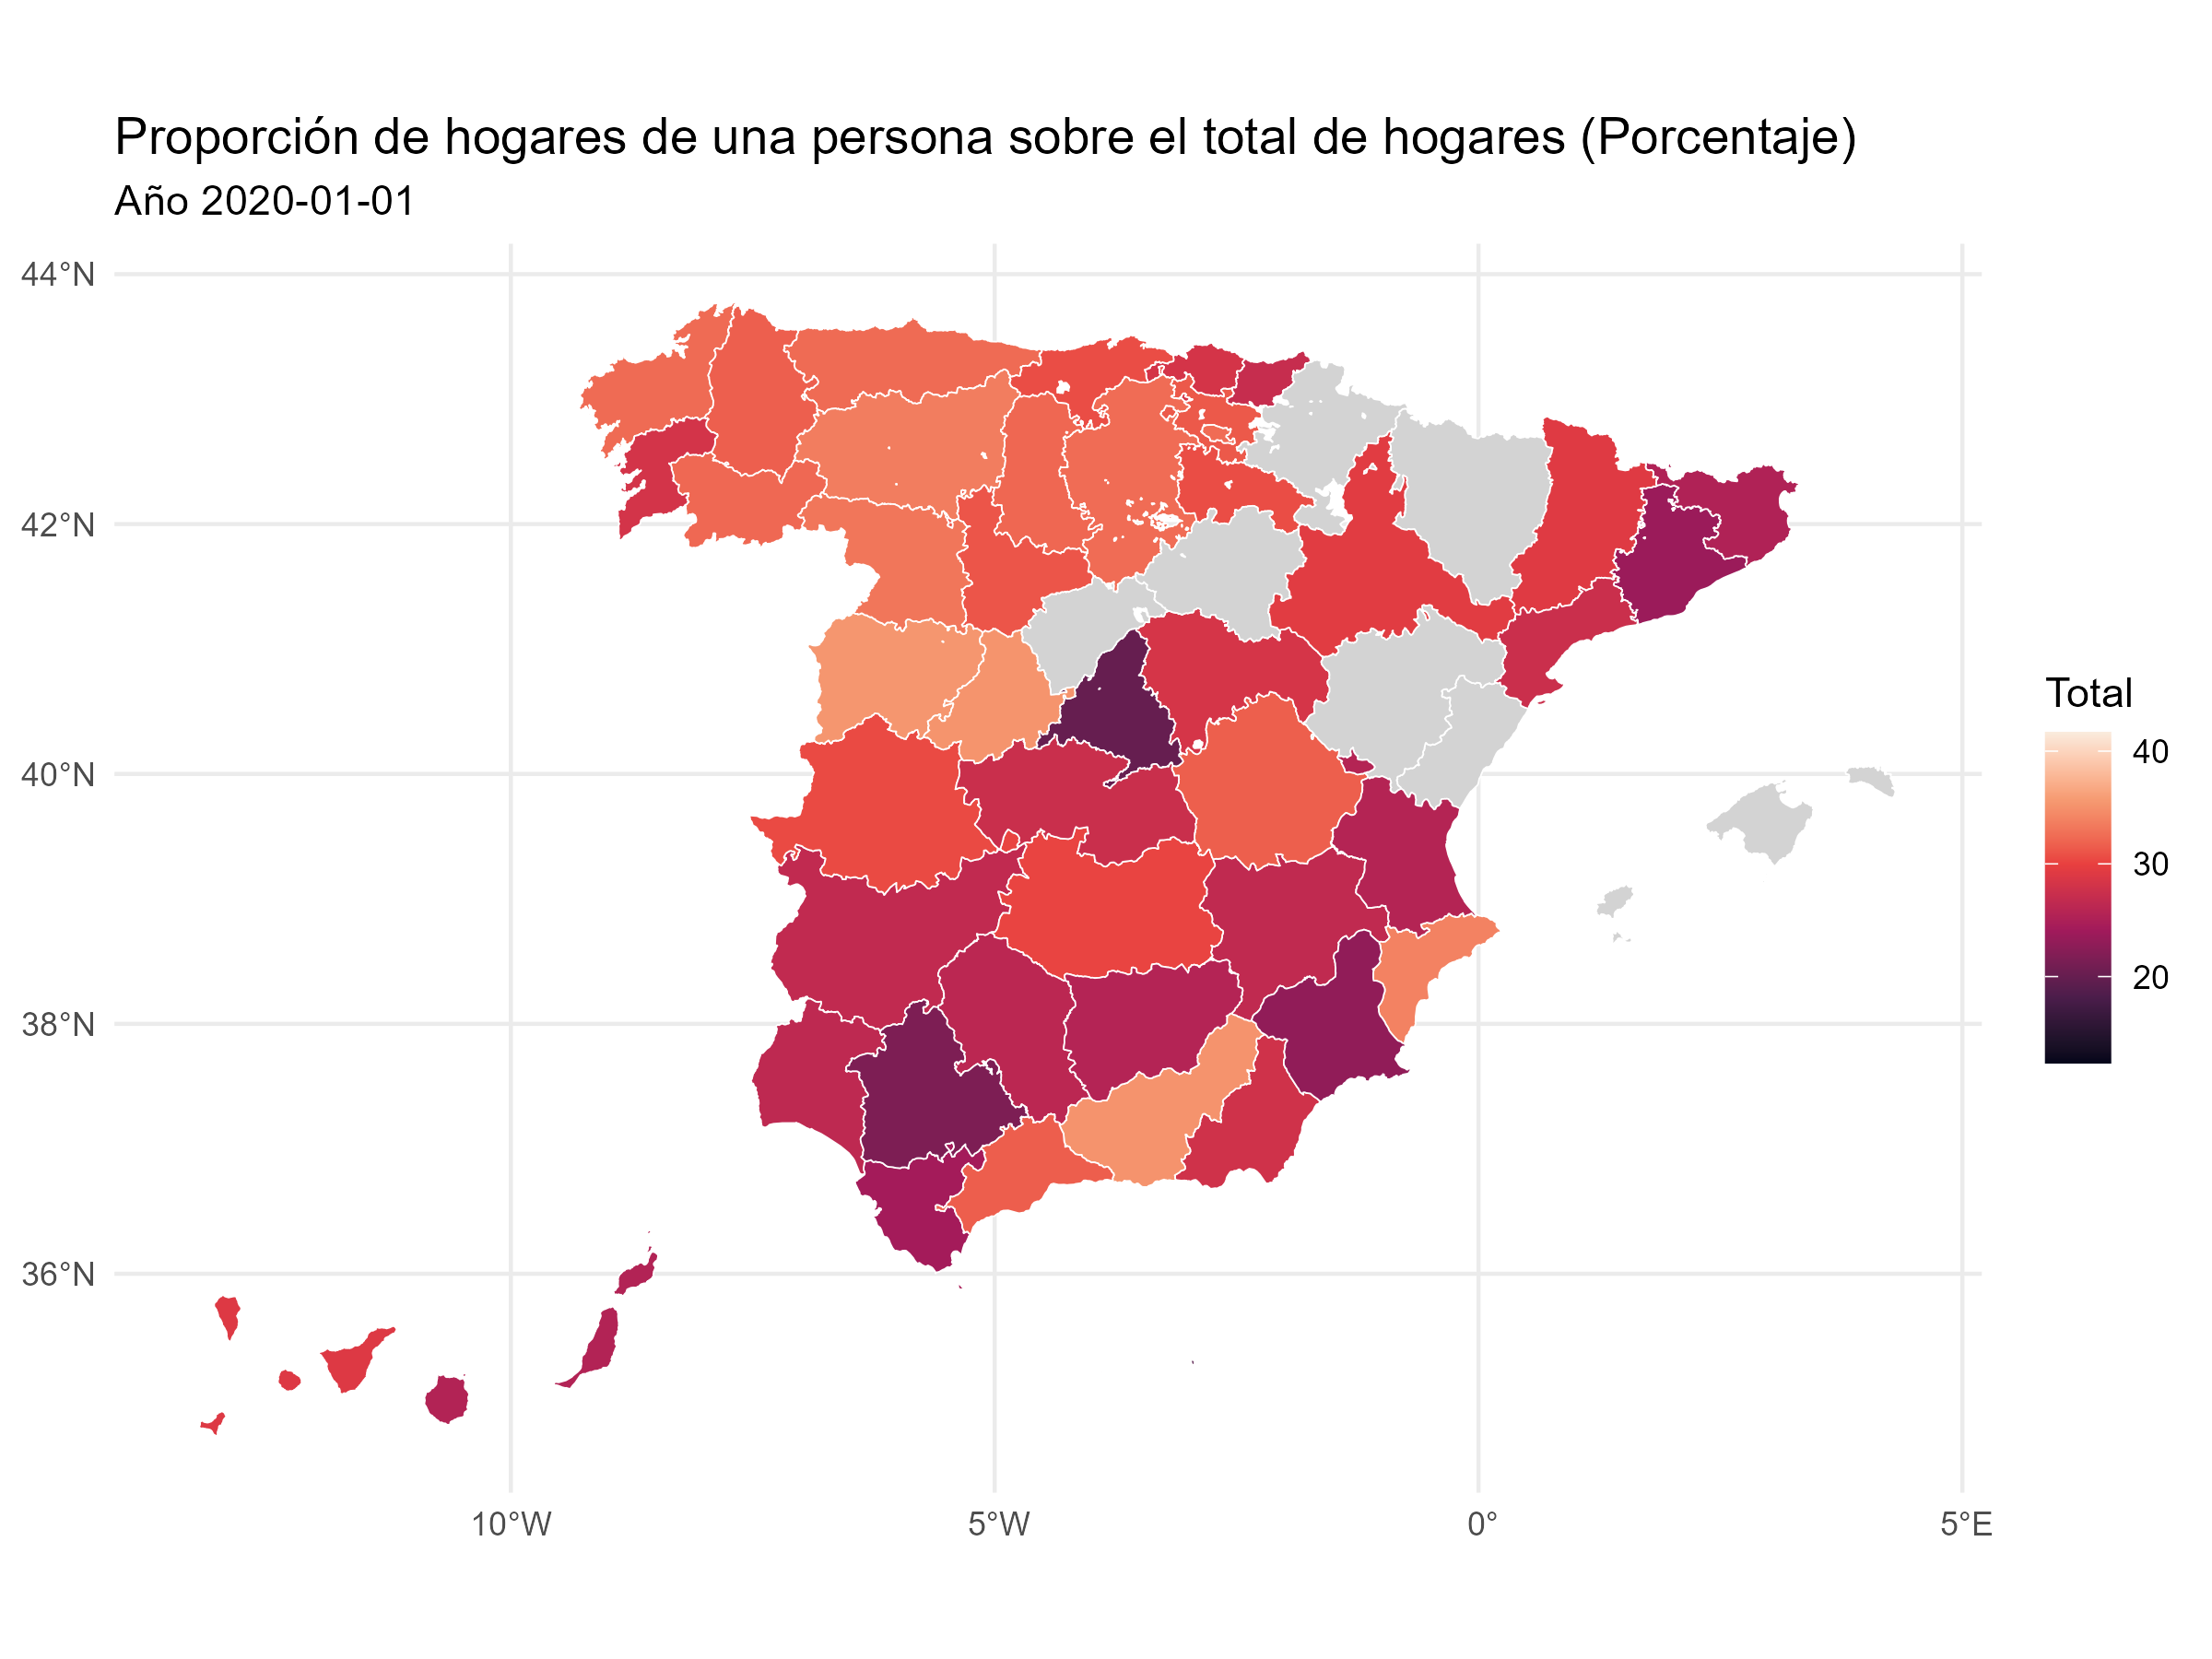 Proporción de hogares de una persona sobre el total de hogares (Porcentaje)
Año 2020-01-01
44°N
42°N
40°N
38°N
36°N
10°W
5°W
0°
5°E
Total
40
30
20